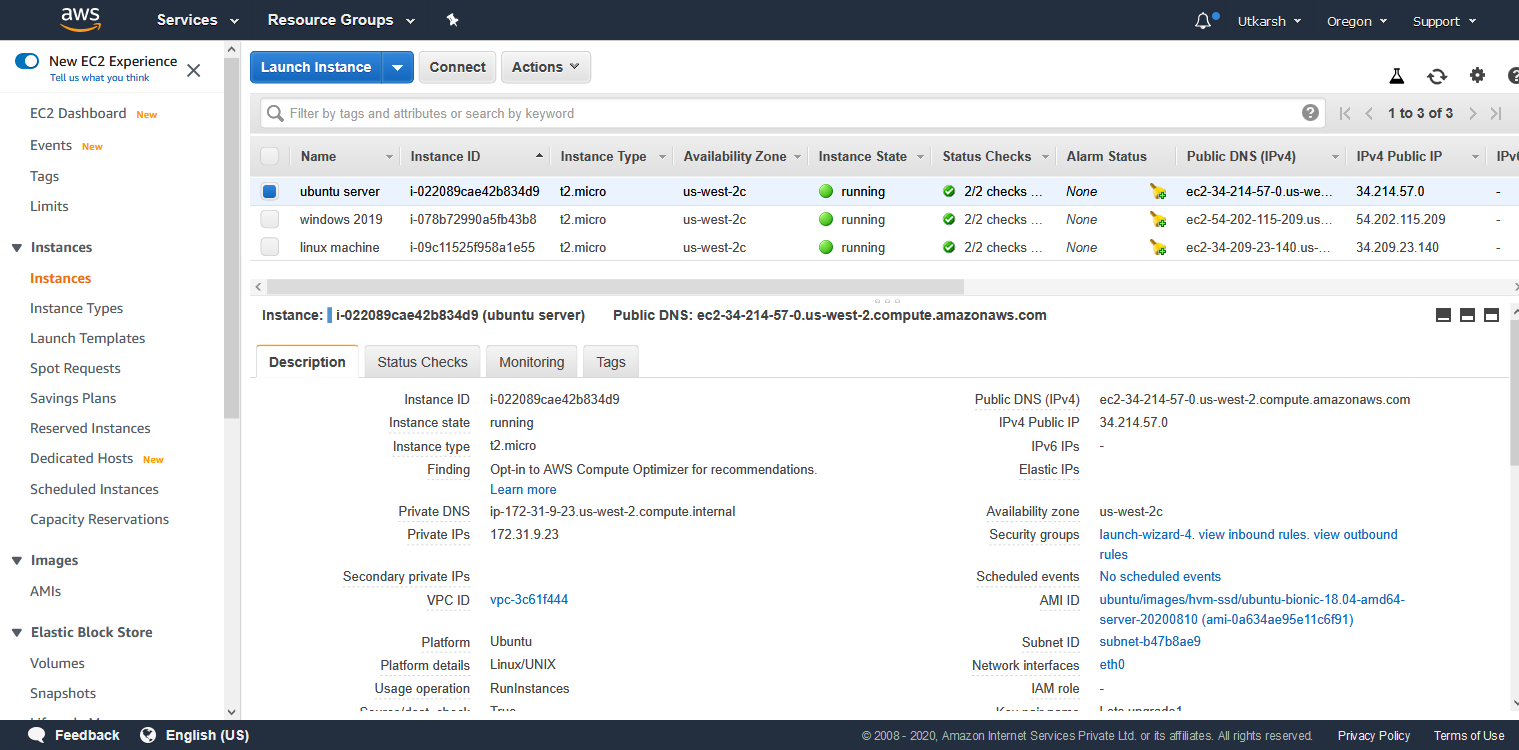 aws Services Resource Groups Utkarsh Oregon Support
New EC2 Experience
Tell us what you think
EC2 Dashboard New
Events New
Tags
Limits
Instances
Instances
Instance Types
Launch Templates
Spot Requests
Savings Plans
Reserved Instances
Dedicated Hosts New
Scheduled Instances
Capacity Reservations
Images
AMIs
Elastic Block Store
Volumes
Snapshots
Launch Instance Connect Actions
Filter by tags and attributes or search by keyword
1 to 3 of 3
Name Instance ID Instance Type Availability Zone Instance State Status Checks Alarm Status Public DNS (IPv4) IPv4 Public IP IPv6
ubuntu server i-022089cae42b834d9 t2.micro us-west-2c running 2/2 checks ... None ec2-34-214-57-0.us-we... 34.214.57.0 -
windows 2019 i-078b72990a5fb43b8 t2.micro us-west-2c running 2/2 checks ... None ec2-54-202-115-209.us... 54.202.115.209 -
linux machine i-09c11525f958a1e55 t2.micro us-west-2c running 2/2 checks ... None ec2-34-209-23-140.us-... 34.209.23.140 -
Instance: i-022089cae42b834d9 (ubuntu server) Public DNS: ec2-34-214-57-0.us-west-2.compute.amazonaws.com
Description Status Checks Monitoring Tags
Instance ID i-022089cae42b834d9
Instance state running
Instance type t2.micro
Finding Opt-in to AWS Compute Optimizer for recommendations.
Learn more
Private DNS ip-172-31-9-23.us-west-2.compute.internal
Private IPs 172.31.9.23
Secondary private IPs
VPC ID vpc-3c61f444
Platform Ubuntu
Platform details Linux/UNIX
Usage operation RunInstances
Source/dest. check True
Public DNS (IPv4) ec2-34-214-57-0.us-west-2.compute.amazonaws.com
IPv4 Public IP 34.214.57.0
IPv6 IPs -
Elastic IPs
Availability zone us-west-2c
Security groups launch-wizard-4. view inbound rules. view outbound
rules
Scheduled events No scheduled events
AMI ID ubuntu/images/hvm-ssd/ubuntu-bionic-18.04-amd64-
server-20200810 (ami-0a634ae95e11c6f91)
Subnet ID subnet-b47b8ae9
Network interfaces eth0
IAM role -
Key pair name Lets upgrade1
Feedback English (US) © 2008 - 2020, Amazon Internet Services Private Ltd. or its affiliates. All rights reserved. Privacy Policy Terms of Use